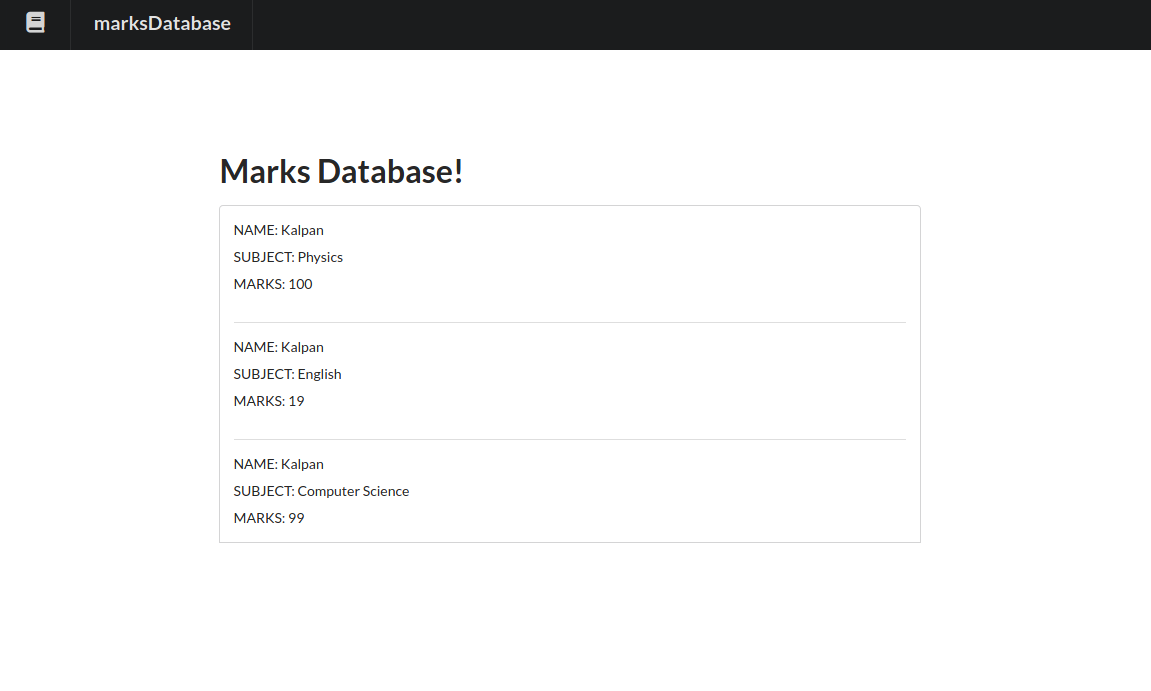 marksDatabase
Marks Database!
NAME: Kalpan
SUBJECT: Physics
MARKS: 100
NAME: Kalpan
SUBJECT: English
MARKS: 19
NAME: Kalpan
SUBJECT: Computer Science
MARKS: 99